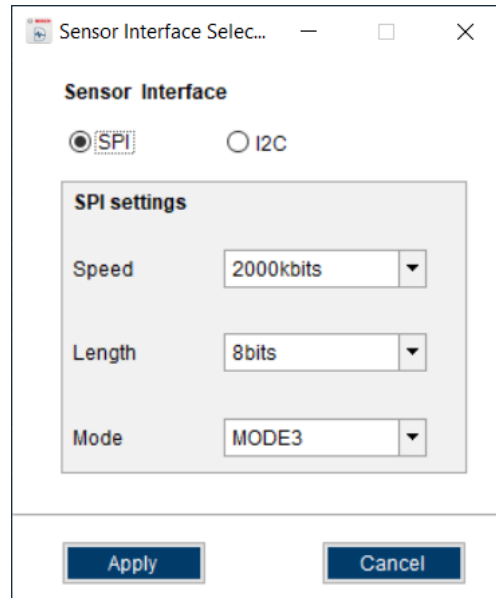 Sensor Interface Selec...
Sensor Interface
SPI I2C
SPI settings
Speed 2000kbits
Length 8bits
Mode MODE3
Apply Cancel